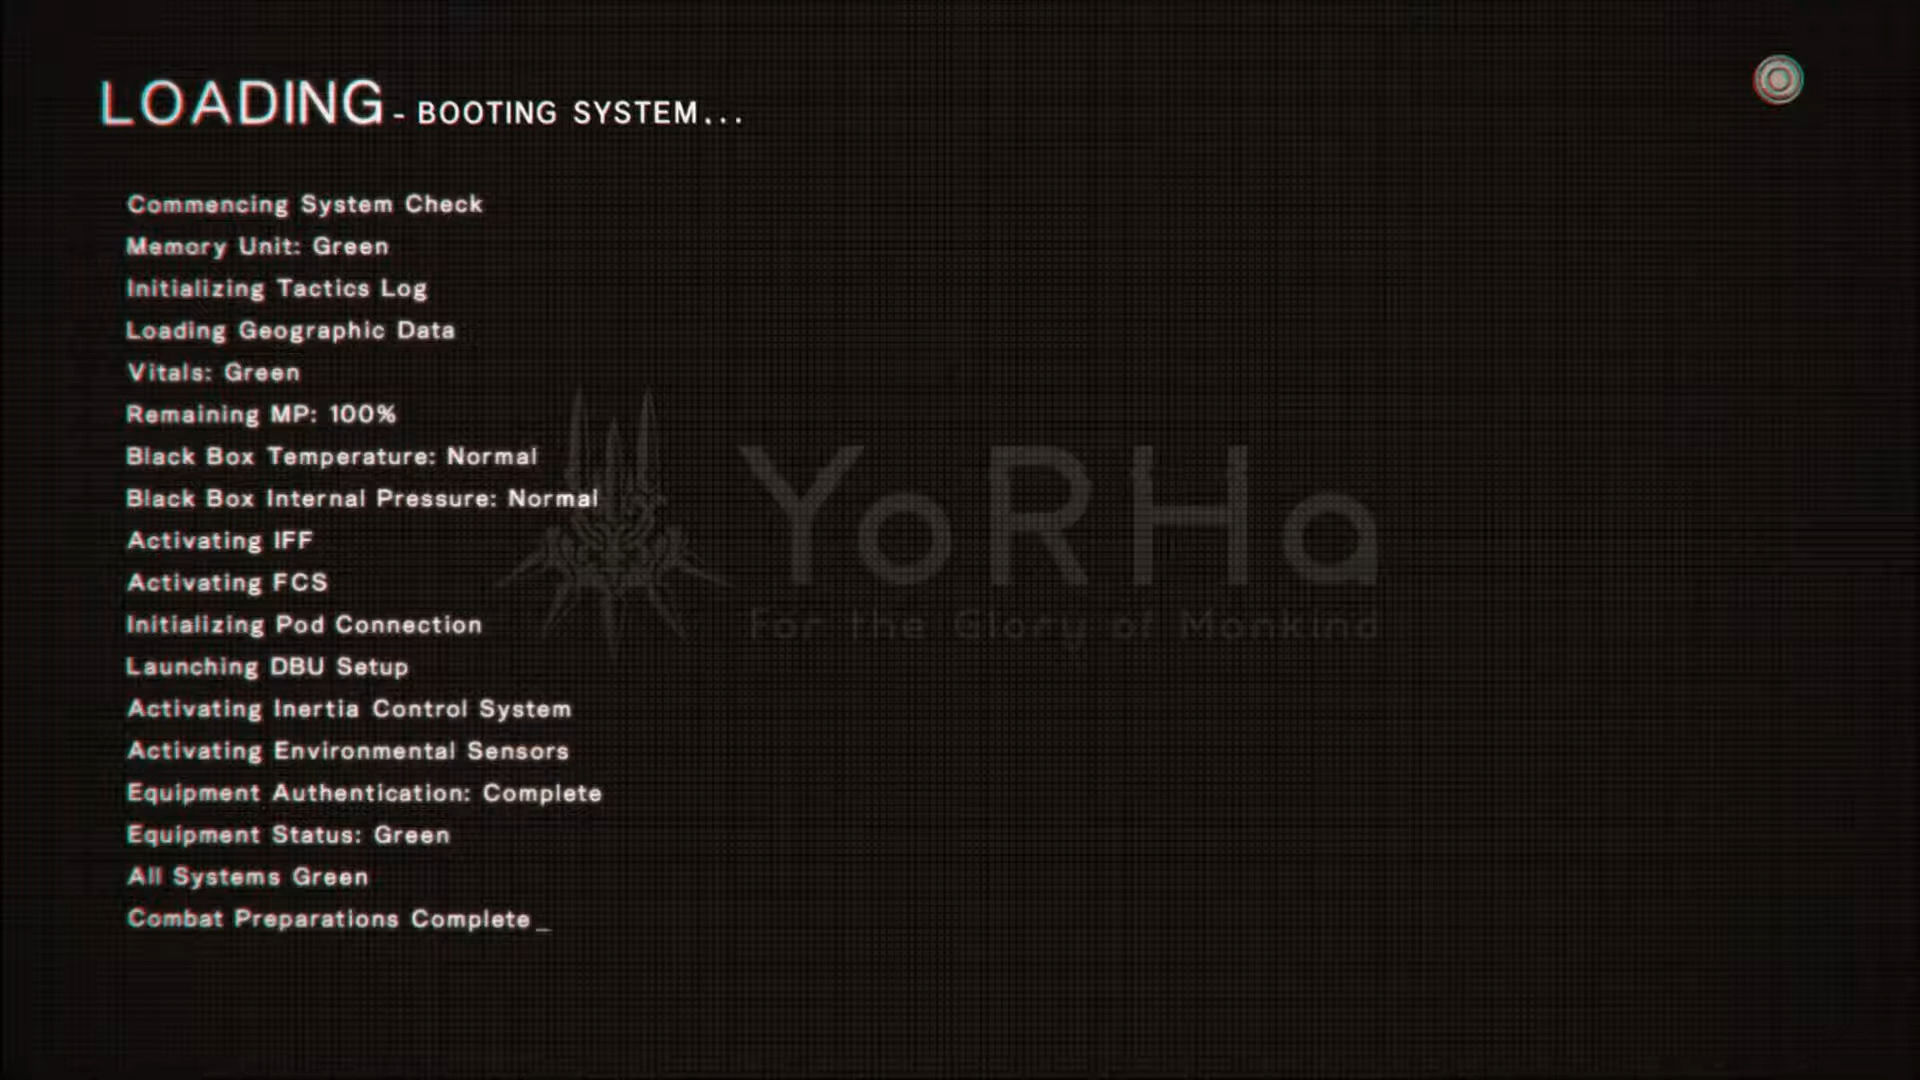 LOADING - BOOTING SYSTEM...
Commencing System Check
Memory Unit: Green
Initializing Tactics Log
Loading Geographic Data
Vitals: Green
Remaining MP: 100%
Black Box Temperature: Normal
Black Box Internal Pressure: Normal
Activating IFF
Activating FCS
Initializing Pod Connection
Launching DBU Setup
Activating Inertia Control System
Activating Environmental Sensors
Equipment Authentication: Complete
Equipment Status: Green
All Systems Green
Combat Preparations Complete_
YoRHa
For the Glory of Mankind